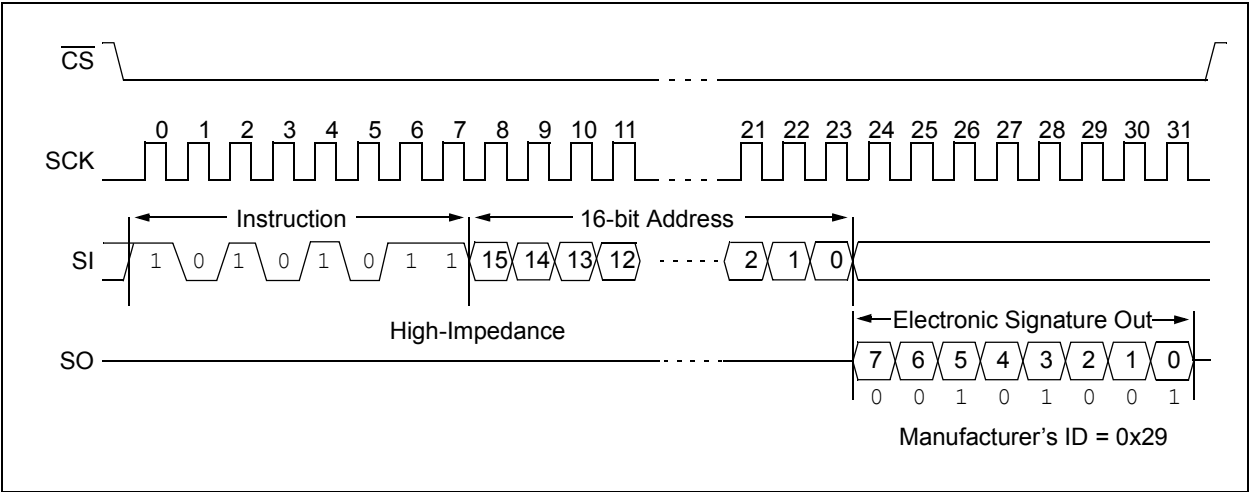 CS
0 1 2 3 4 5 6 7 8 9 10 11 21 22 23 24 25 26 27 28 29 30 31
SCK
Instruction 16-bit Address
SI 1 0 1 0 1 0 1 1 15 14 13 12 2 1 0
High-Impedance Electronic Signature Out
SO 7 6 5 4 3 2 1 0
0 0 1 0 1 0 0 1
Manufacturer's ID = 0x29